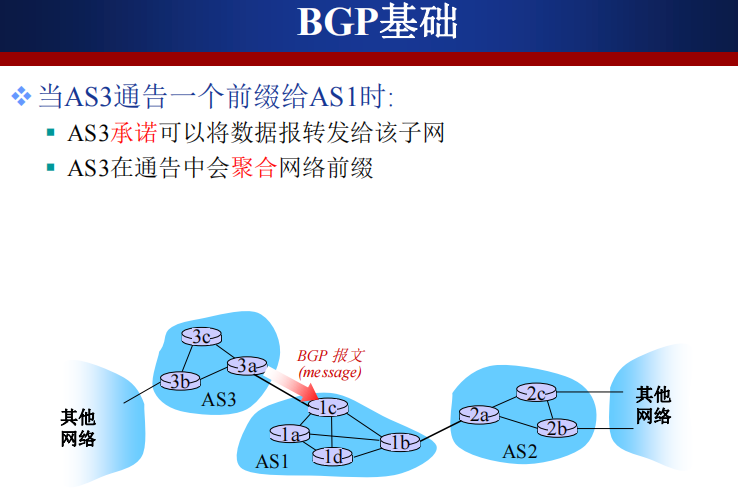 BGP基础
当AS3通告一个前缀给AS1时:
AS3承诺可以将数据报转发给该子网
AS3在通告中会聚合网络前缀
3c
BGP 报文
(message)
3a
3b
AS3
其他
网络
1c
1a
1b
1d
AS1
2c
2a
2b
AS2
其他
网络